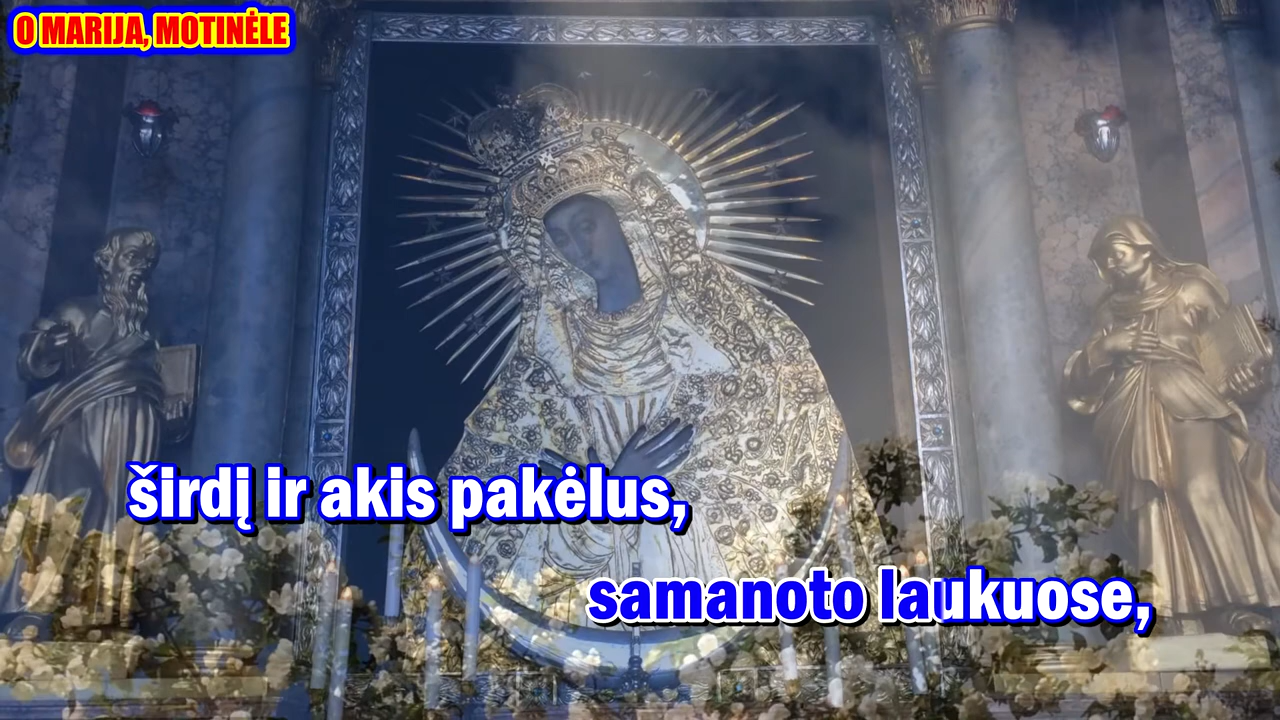 O MARIJA, MOTINĖLE
širdį ir akis pakėlus,
samanoto laukuose,